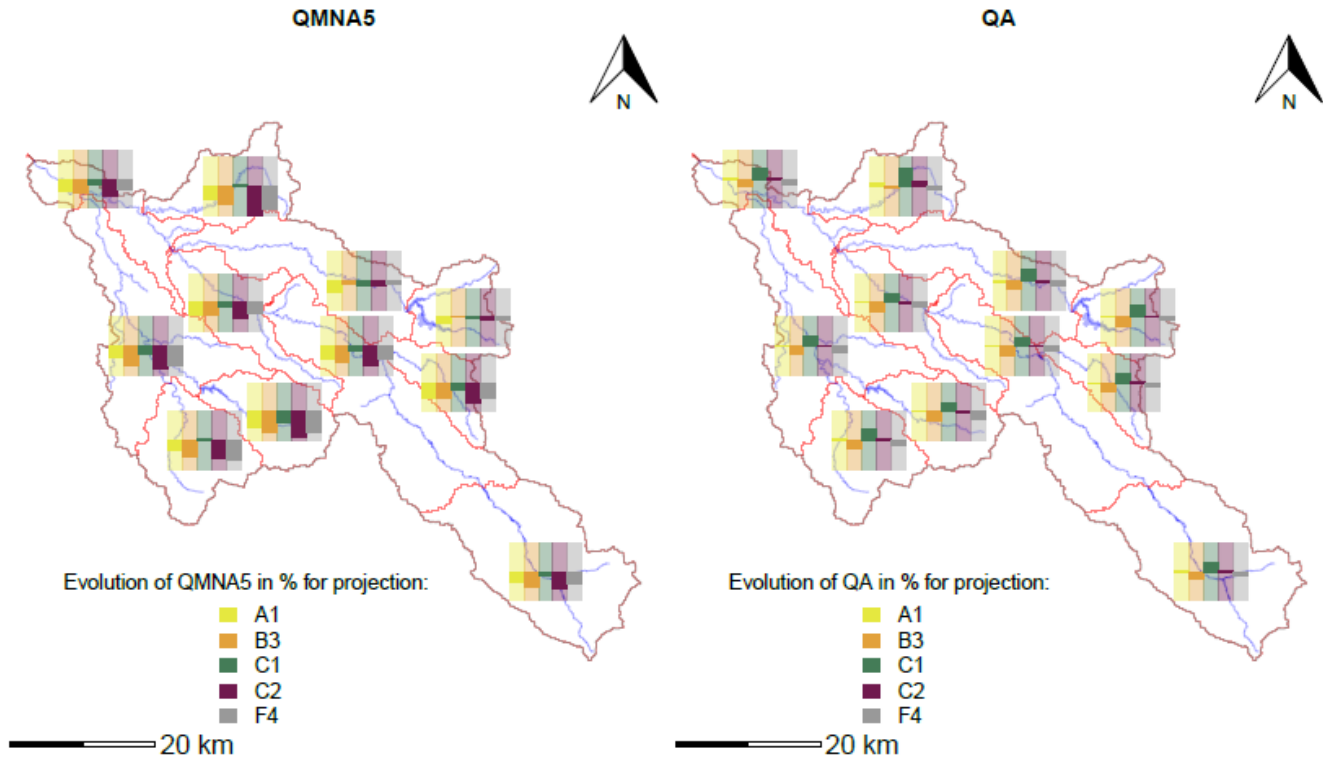 QMNA5
QA
N
N
Evolution of QMNA5 in % for projection:
A1
B3
C1
C2
F4
20 km
Evolution of QA in % for projection:
A1
B3
C1
C2
F4
20 km